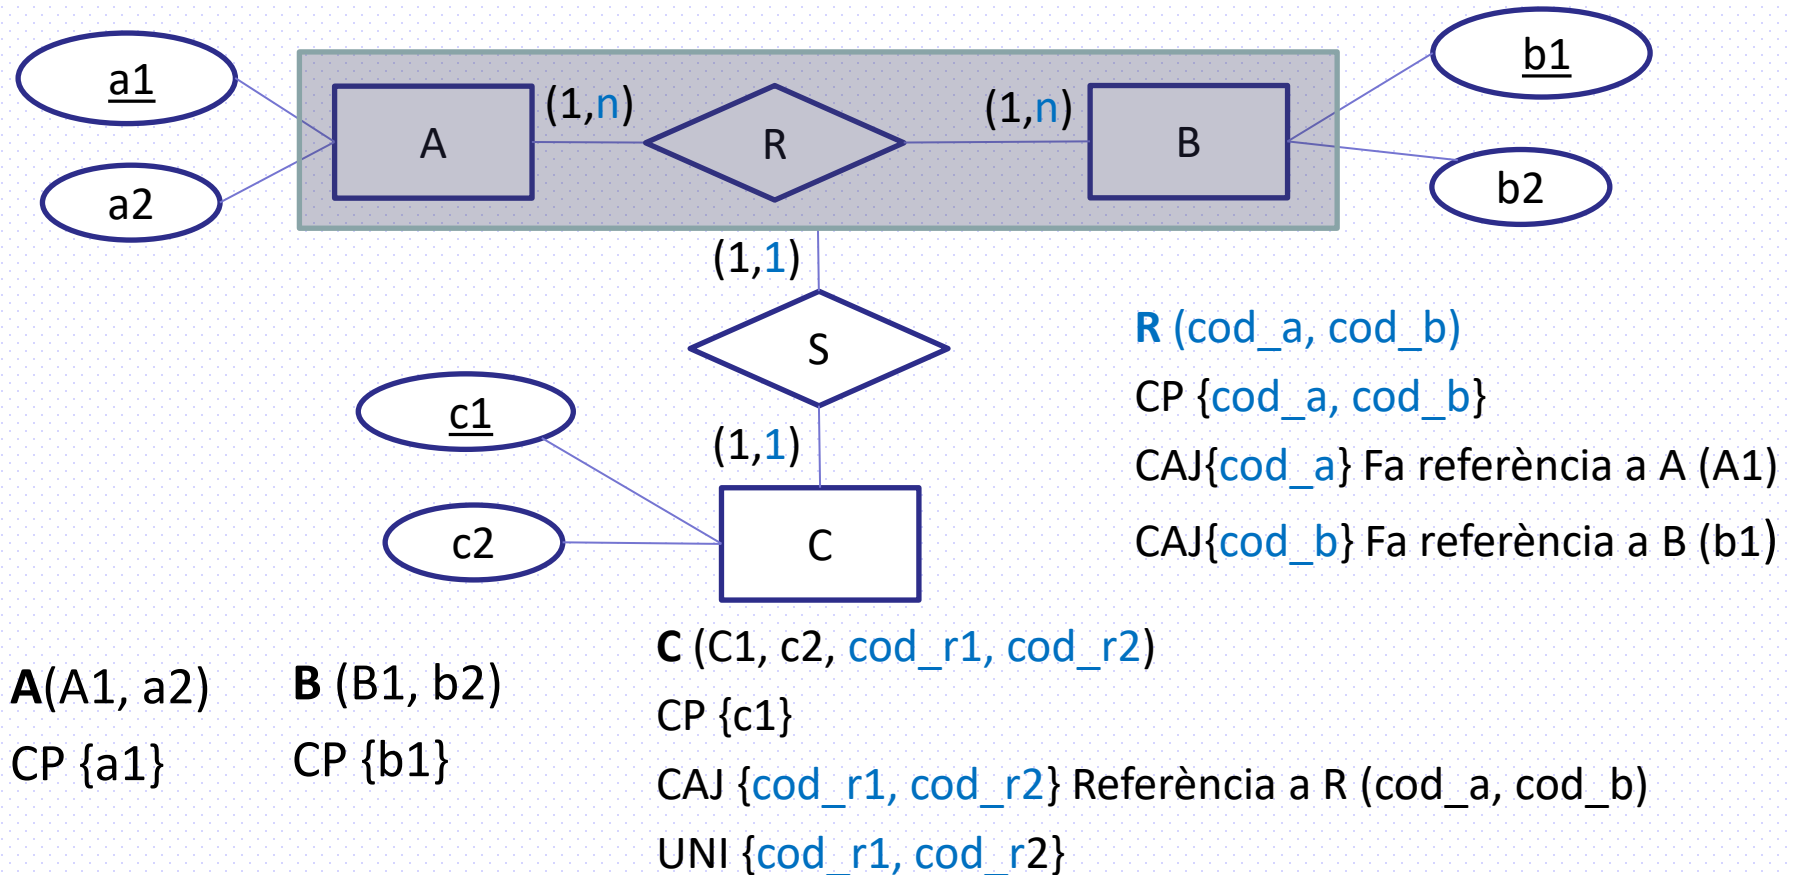 a1
a2
A
(1,n)
R
(1,n)
B
b1
b2
(1,1)
S
(1,1)
c1
c2
C
R (cod_a, cod_b)
CP {cod_a, cod_b}
CAJ{cod_a} Fa referència a A (A1)
CAJ{cod_b} Fa referència a B (b1)
A(A1, a2)
CP {a1}
B (B1, b2)
CP {b1}
C (C1, c2, cod_r1, cod_r2)
CP {c1}
CAJ {cod_r1, cod_r2} Referència a R (cod_a, cod_b)
UNI {cod_r1, cod_r2}